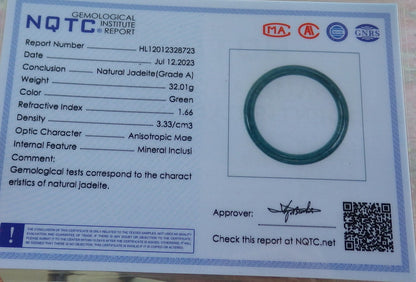 NQTC GEMOLOGICAL INSTITUTE ® REPORT
Report Number HL12012328723
Date Jul 12.2023
Conclusion Natural Jadeite(Grade A)
Weight 32.01g
Color Green
Refractive Index 1.66
Density 3.33/cm3
Optic Character Anisotropic Mae
Internal Feature Mineral Inclusi
Comment:
Gemological tests correspond to the charact
eristics of natural jadeite.
MA
GNRS
Approver:
Check this report at NQTC.net